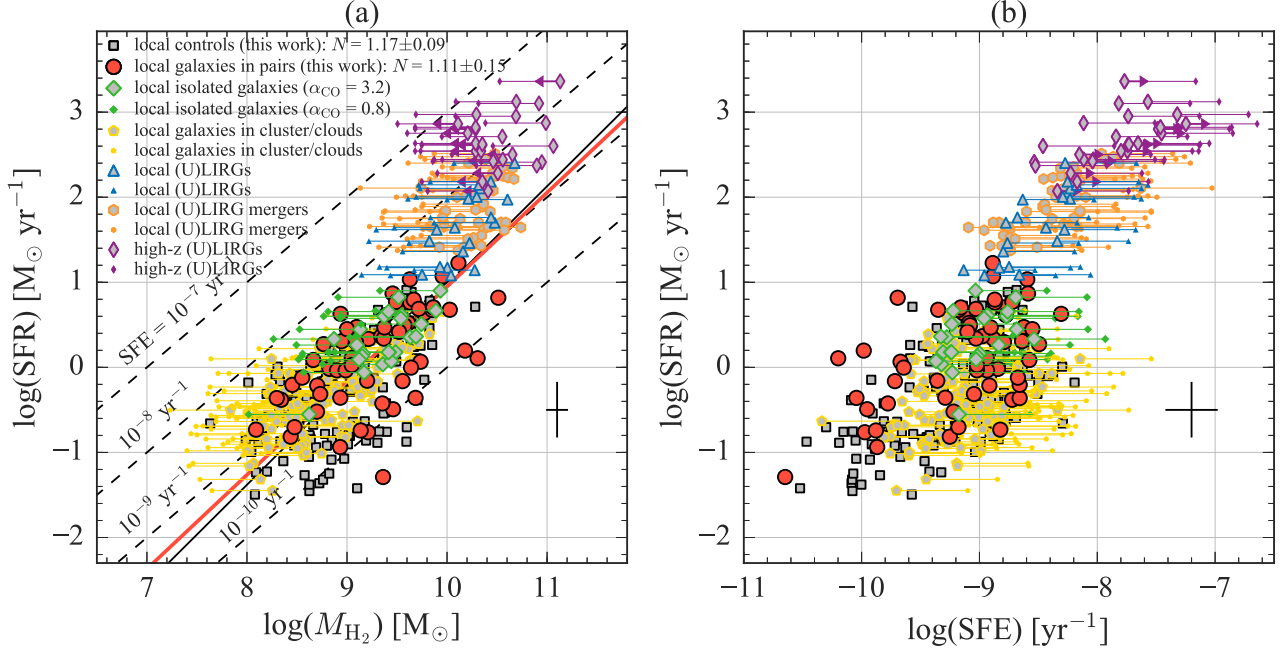 (a)
local controls (this work): N = 1.17±0.09
local galaxies in pairs (this work): N = 1.11±0.15
local isolated galaxies (α_CO = 3.2)
local isolated galaxies (α_CO = 0.8)
local galaxies in cluster/clouds
local galaxies in cluster/clouds
local (U)LIRGs
local (U)LIRGs
local (U)LIRG mergers
local (U)LIRG mergers
high-z (U)LIRGs
high-z (U)LIRGs
SFE = 10⁻⁷ yr⁻¹
10⁻⁸ yr⁻¹
10⁻⁹ yr⁻¹
10⁻¹⁰ yr⁻¹
3
2
1
0
−1
−2
log(SFR) [M⊙ yr⁻¹]
7 8 9 10 11
log(M_H₂) [M⊙]
(b)
3
2
1
0
−1
−2
log(SFR) [M⊙ yr⁻¹]
−11 −10 −9 −8 −7
log(SFE) [yr⁻¹]